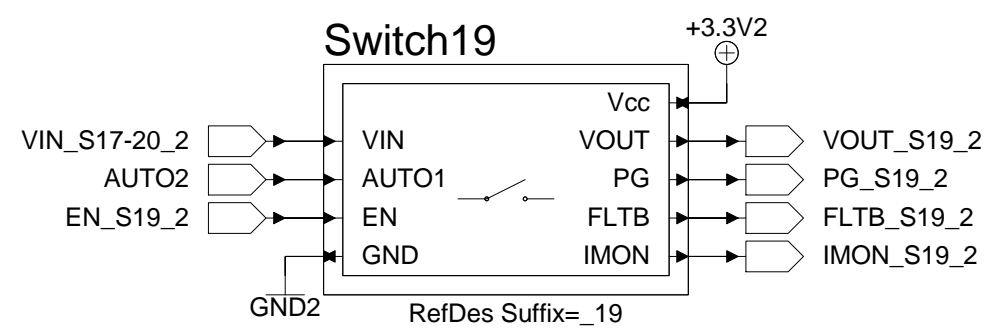 +3.3V2
Switch19
Vcc
VIN_S17-20_2 VIN VOUT VOUT_S19_2
AUTO2 AUTO1 PG PG_S19_2
EN_S19_2 EN FLTB FLTB_S19_2
GND IMON IMON_S19_2
GND2
RefDes Suffix=_19